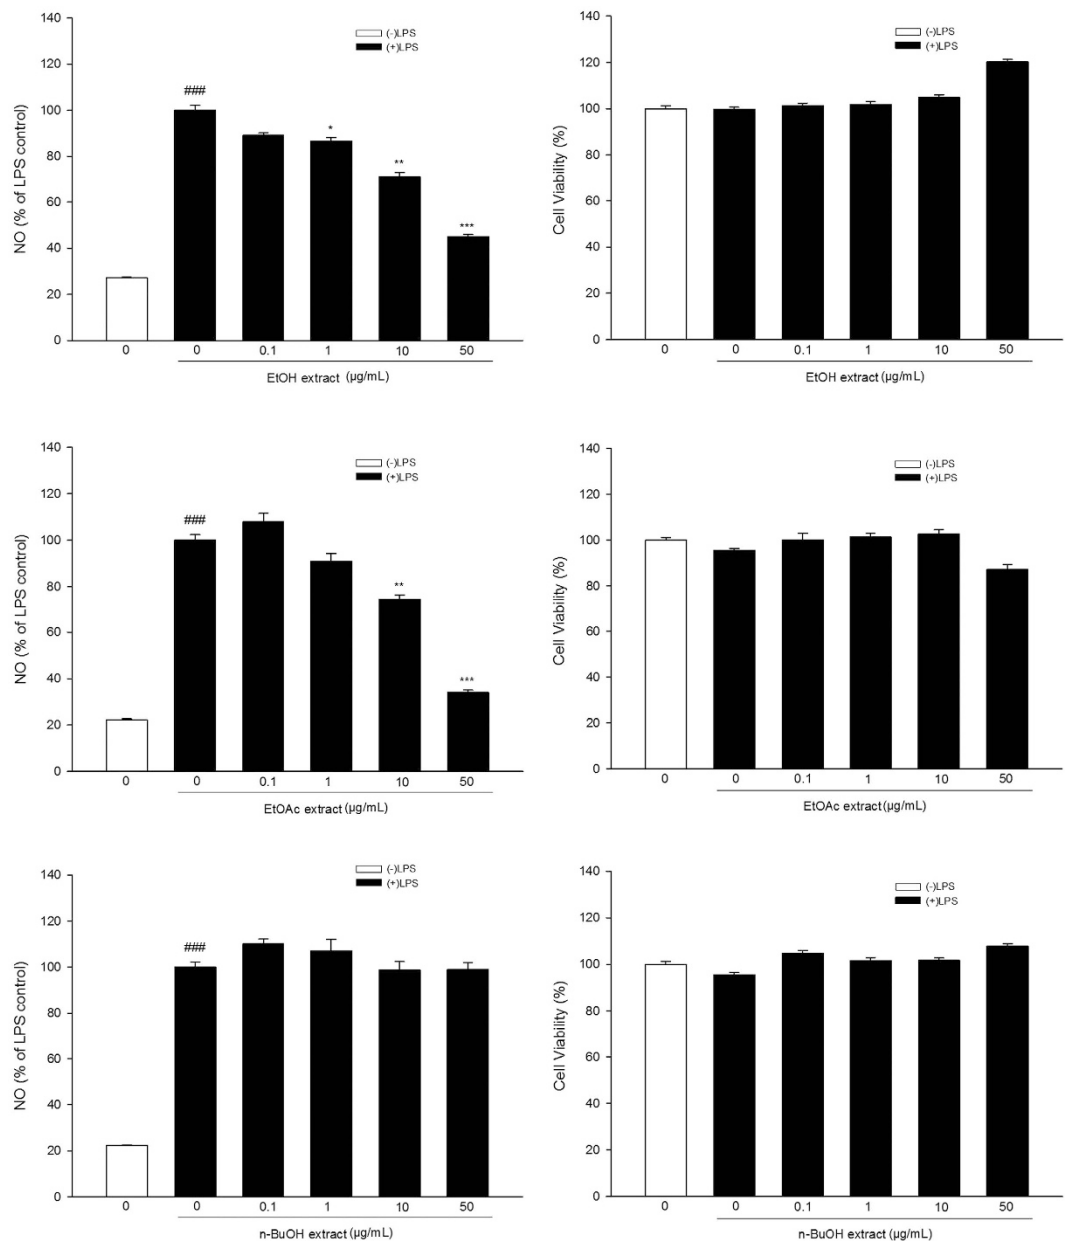 140
120
100
80
60
40
20
0
NO (% of LPS control)
(-)LPS
(+)LPS
###
*
**
***
0 0 0.1 1 10 50
EtOH extract (µg/mL)
140
120
100
80
60
40
20
0
Cell Viability (%)
(-)LPS
(+)LPS
0 0 0.1 1 10 50
EtOH extract (µg/mL)
140
120
100
80
60
40
20
0
NO (% of LPS control)
(-)LPS
(+)LPS
###
**
***
0 0 0.1 1 10 50
EtOAc extract (µg/mL)
140
120
100
80
60
40
20
0
Cell Viability (%)
(-)LPS
(+)LPS
0 0 0.1 1 10 50
EtOAc extract (µg/mL)
140
120
100
80
60
40
20
0
NO (% of LPS control)
(-)LPS
(+)LPS
###
0 0 0.1 1 10 50
n-BuOH extract (µg/mL)
140
120
100
80
60
40
20
0
Cell Viability (%)
(-)LPS
(+)LPS
0 0 0.1 1 10 50
n-BuOH extract (µg/mL)